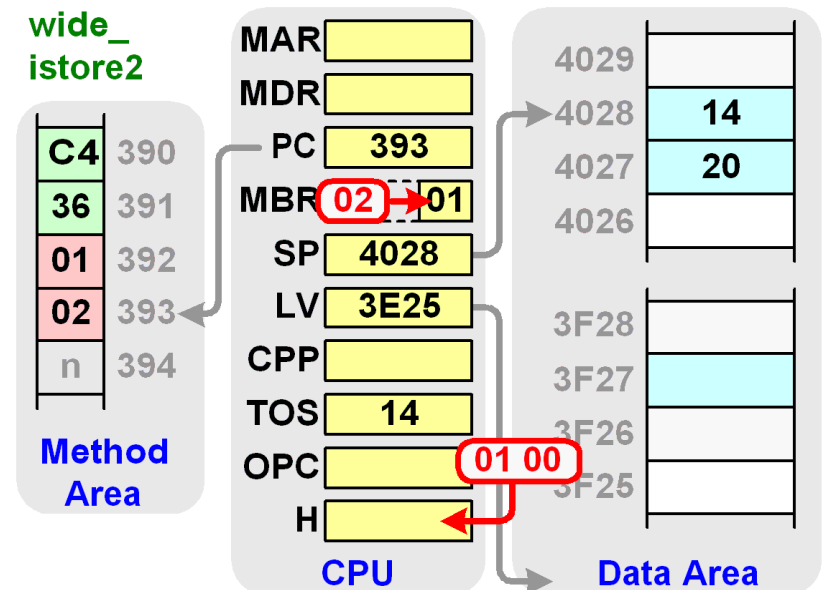 wide_
istore2
C4 390
36 391
01 392
02 393
n 394
Method
Area
MAR
MDR
PC 393
MBR 02 01
SP 4028
LV 3E25
CPP
TOS 14
OPC
01 00
H
CPU
4029
4028 14
4027 20
4026
3F28
3F27
3F26
3F25
Data Area